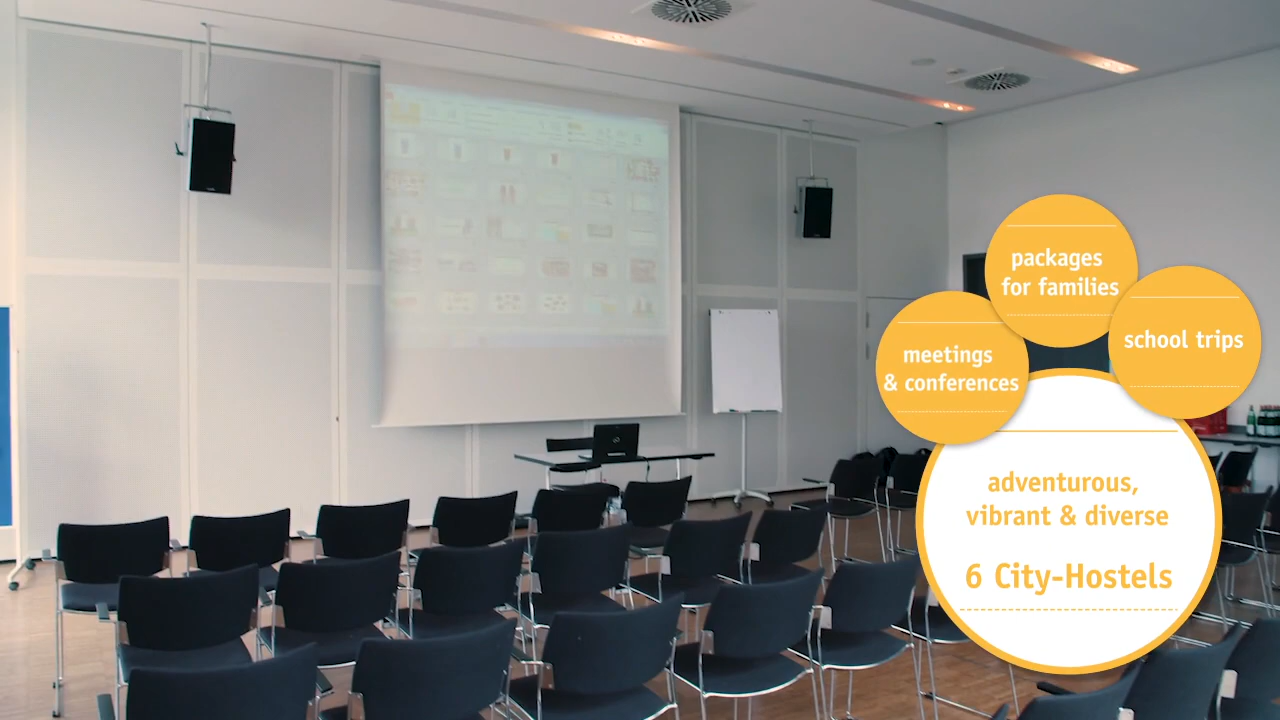 packages
for families
meetings
& conferences
school trips
adventurous,
vibrant & diverse
6 City-Hostels